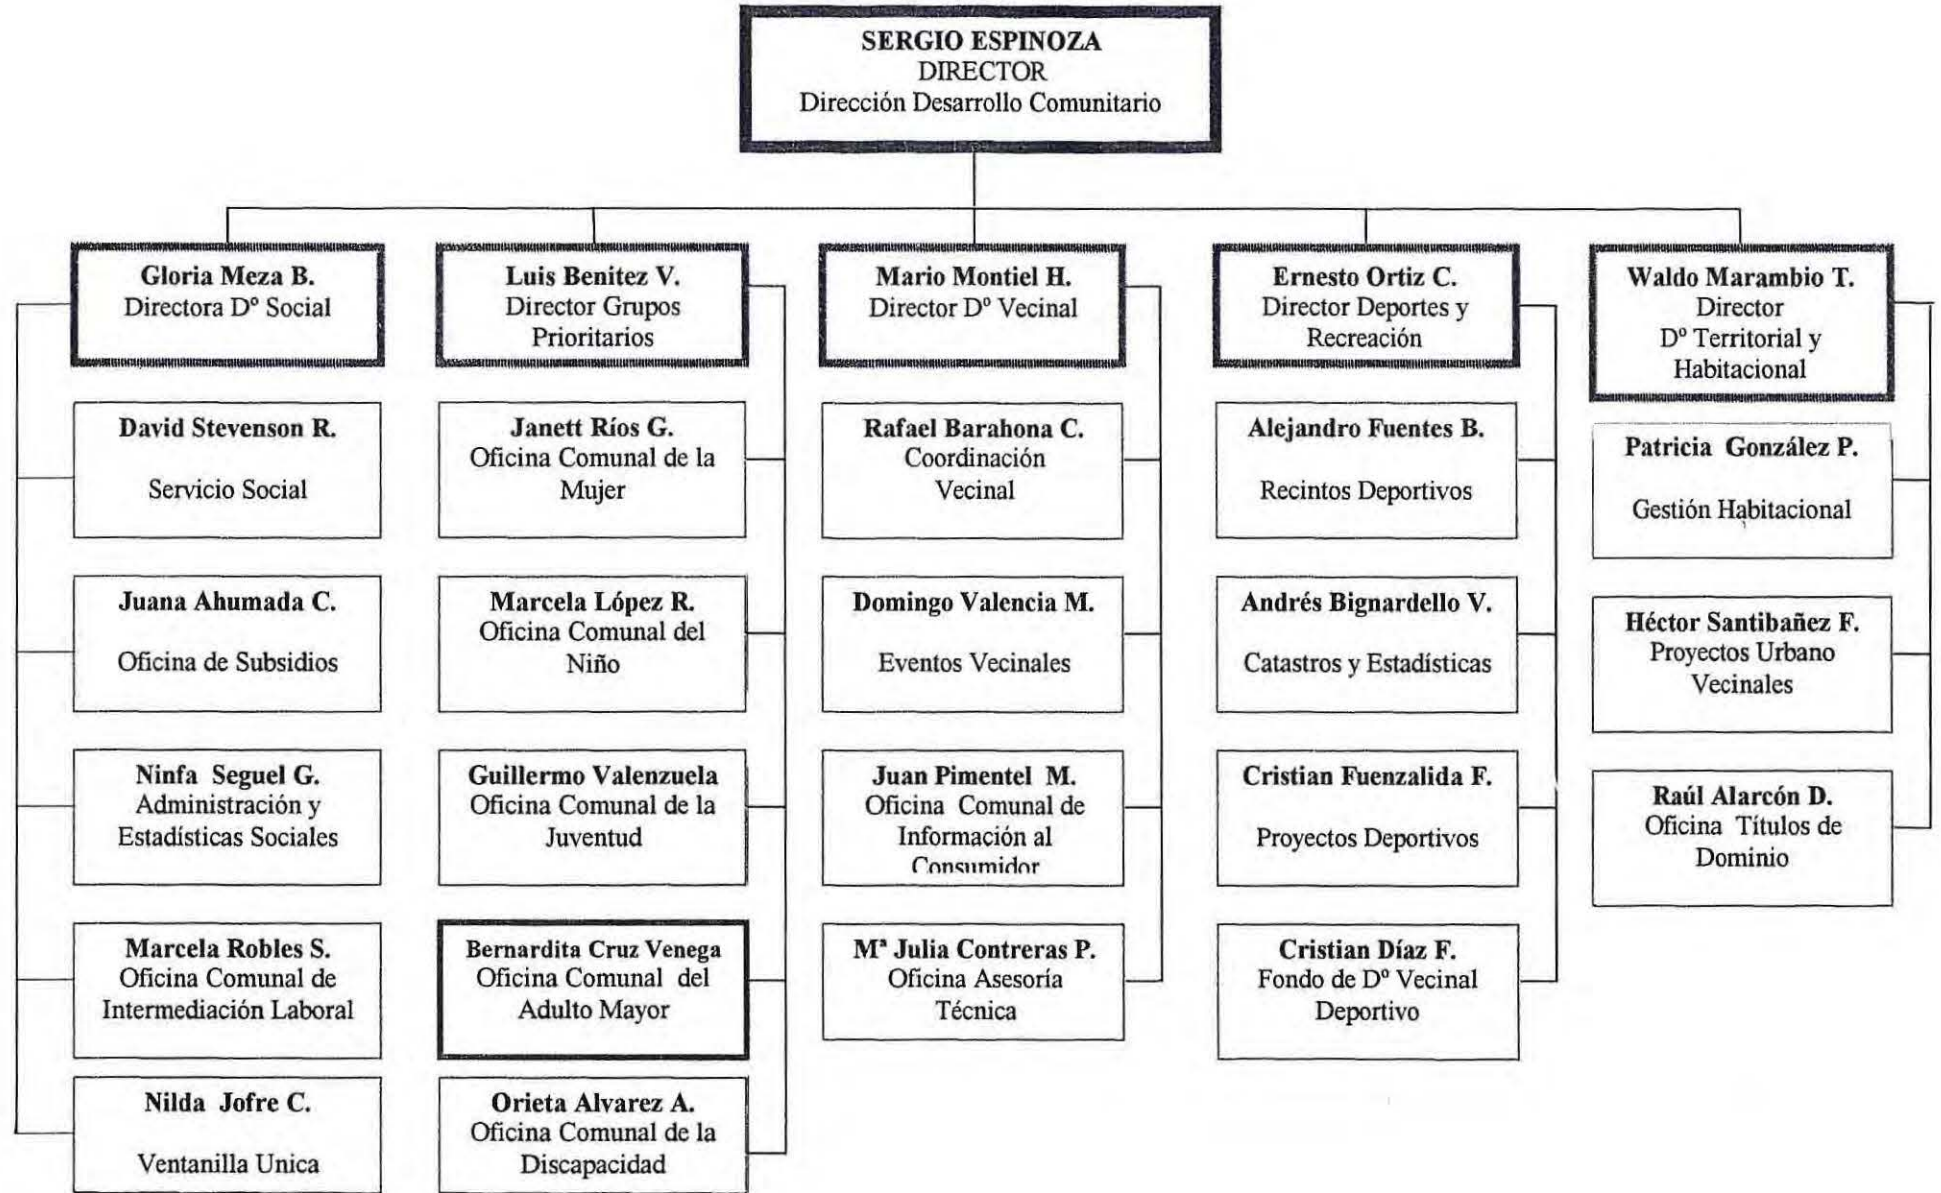 SERGIO ESPINOZA
DIRECTOR
Dirección Desarrollo Comunitario
Gloria Meza B.
Directora Dº Social
David Stevenson R.
Servicio Social
Juana Ahumada C.
Oficina de Subsidios
Ninfa Seguel G.
Administración y
Estadísticas Sociales
Marcela Robles S.
Oficina Comunal de
Intermediación Laboral
Nilda Jofre C.
Ventanilla Unica
Luis Benitez V.
Director Grupos
Prioritarios
Janett Ríos G.
Oficina Comunal de la
Mujer
Marcela López R.
Oficina Comunal del
Niño
Guillermo Valenzuela
Oficina Comunal de la
Juventud
Bernardita Cruz Venega
Oficina Comunal del
Adulto Mayor
Orieta Alvarez A.
Oficina Comunal de la
Discapacidad
Mario Montiel H.
Director Dº Vecinal
Rafael Barahona C.
Coordinación
Vecinal
Domingo Valencia M.
Eventos Vecinales
Juan Pimentel M.
Oficina Comunal de
Información al
Consumidor
Mª Julia Contreras P.
Oficina Asesoría
Técnica
Ernesto Ortiz C.
Director Deportes y
Recreación
Alejandro Fuentes B.
Recintos Deportivos
Andrés Bignardello V.
Catastros y Estadísticas
Cristian Fuenzalida F.
Proyectos Deportivos
Cristian Díaz F.
Fondo de Dº Vecinal
Deportivo
Waldo Marambio T.
Director
Dº Territorial y
Habitacional
Patricia González P.
Gestión Habitacional
Héctor Santibañez F.
Proyectos Urbano
Vecinales
Raúl Alarcón D.
Oficina Títulos de
Dominio